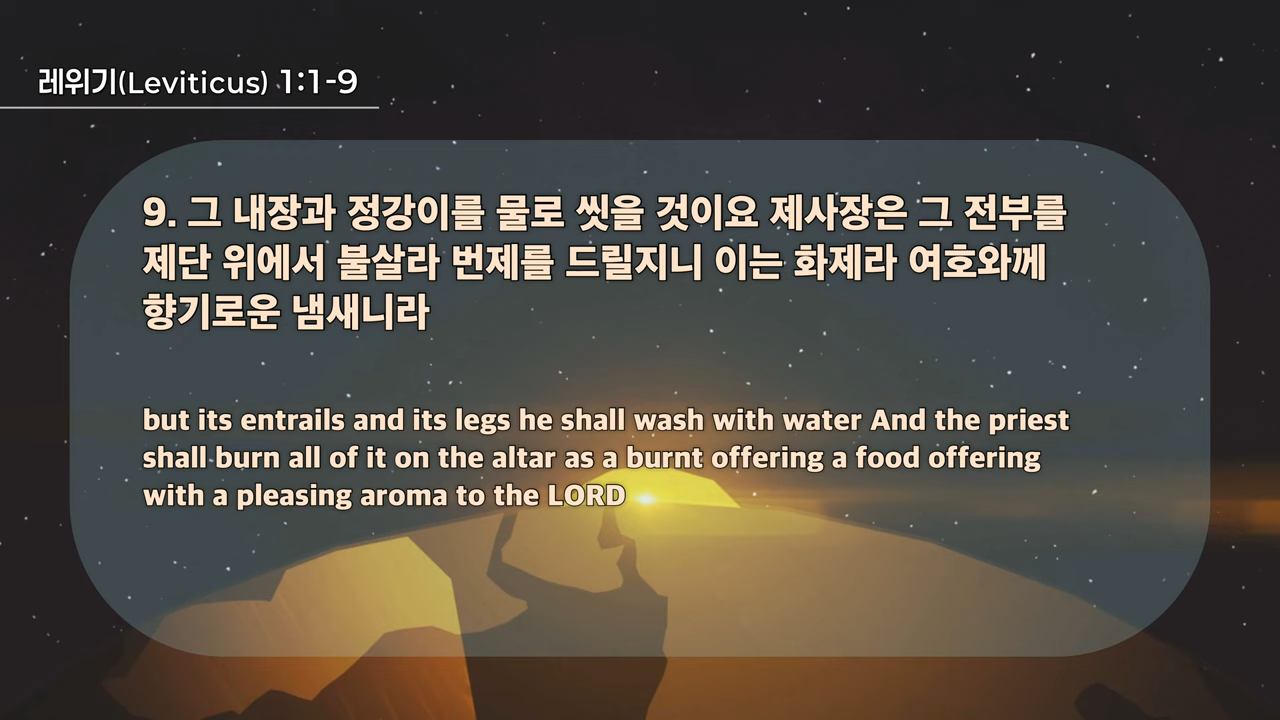 레위기(Leviticus) 1:1-9
9. 그 내장과 정강이를 물로 씻을 것이요 제사장은 그 전부를
제단 위에서 불살라 번제를 드릴지니 이는 화제라 여호와께
향기로운 냄새니라
but its entrails and its legs he shall wash with water And the priest
shall burn all of it on the altar as a burnt offering a food offering
with a pleasing aroma to the LORD